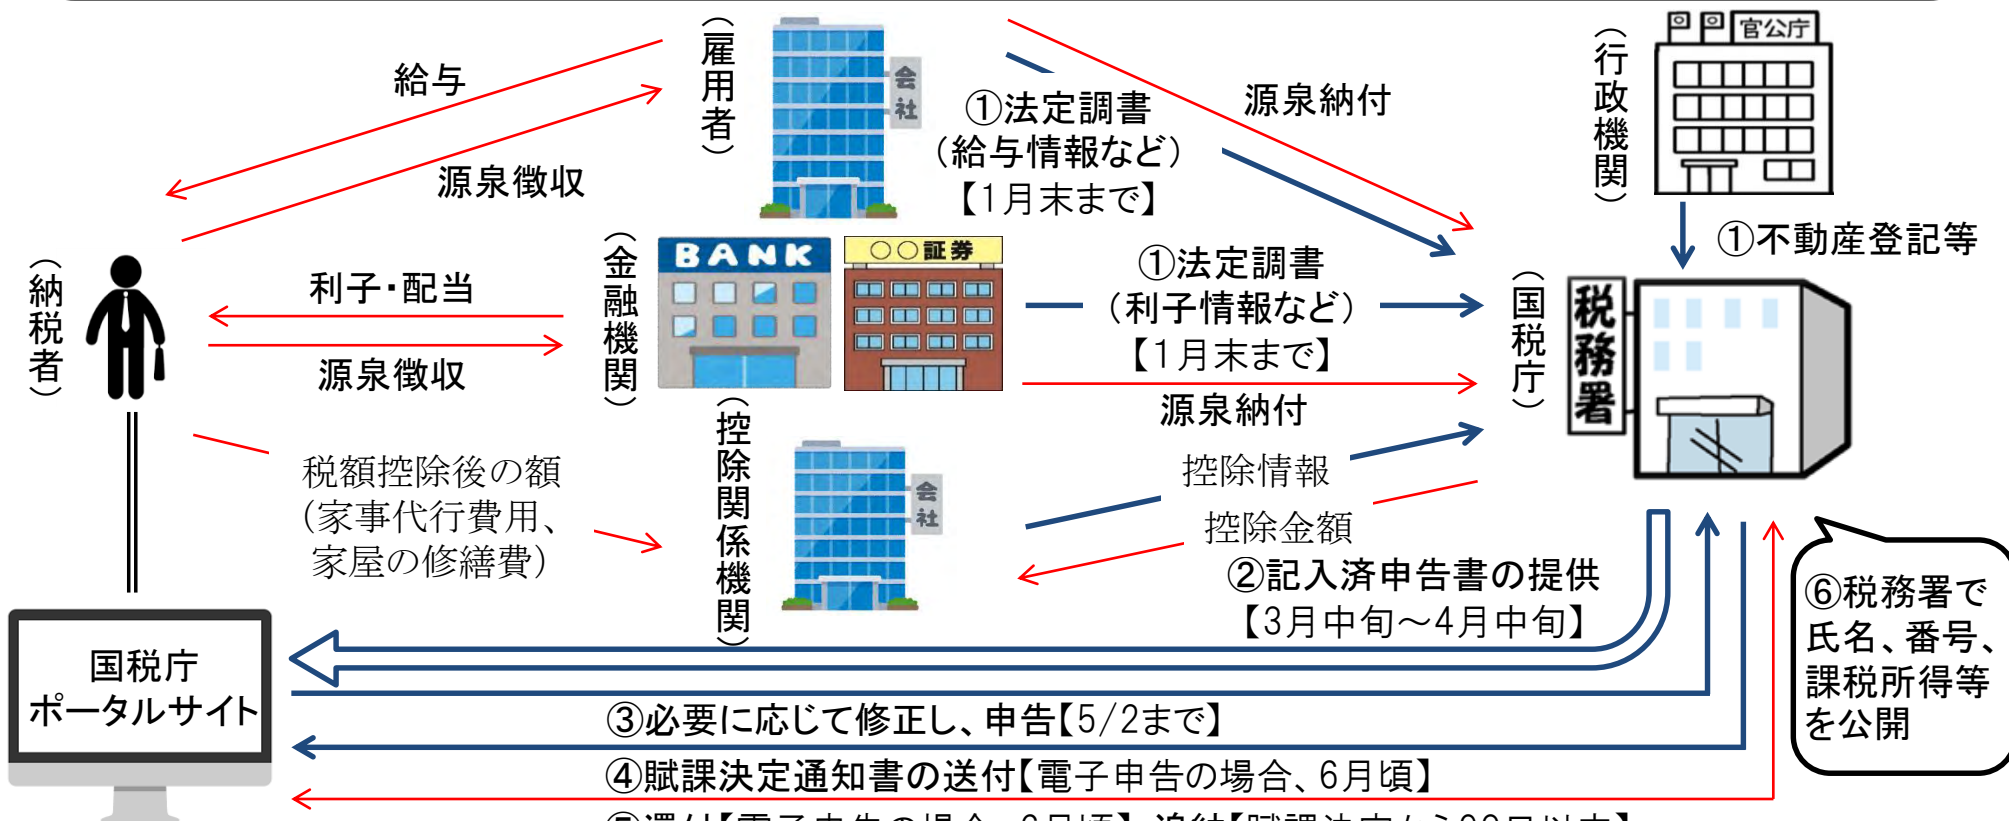 (雇用者)
会社
官公庁
(行政機関)
給与
源泉徴収
①法定調書
(給与情報など)
【1月末まで】
源泉納付
①不動産登記等
(納税者)
利子・配当
源泉徴収
(金融機関)
BANK
○○証券
①法定調書
(利子情報など)
【1月末まで】
源泉納付
(国税庁)
税務署
税額控除後の額
(家事代行費用、
家屋の修繕費)
(控除関係機関)
会社
控除情報
控除金額
②記入済申告書の提供
【3月中旬～4月中旬】
国税庁
ポータルサイト
③必要に応じて修正し、申告【5/2まで】
④賦課決定通知書の送付【電子申告の場合、6月頃】
⑥税務署で
氏名、番号、
課税所得等
を公開